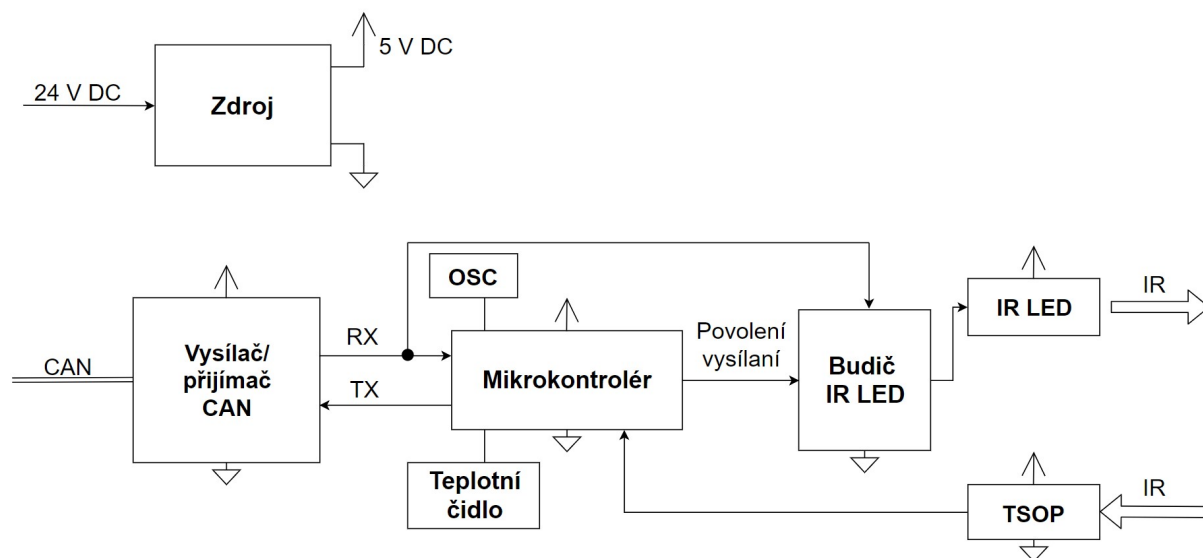 5 V DC
24 V DC
Zdroj
OSC
IR LED
IR
RX
Povolení
vysílaní
CAN
Vysílač/
přijímač
CAN
Mikrokontrolér
Budič
IR LED
TX
Teplotní
čidlo
TSOP
IR